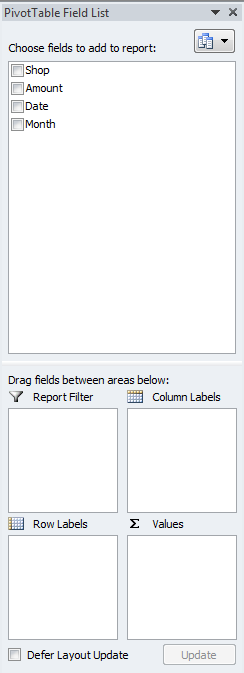 PivotTable Field List
Choose fields to add to report:
Shop
Amount
Date
Month
Drag fields between areas below:
Report Filter
Column Labels
Row Labels
Σ Values
Defer Layout Update
Update